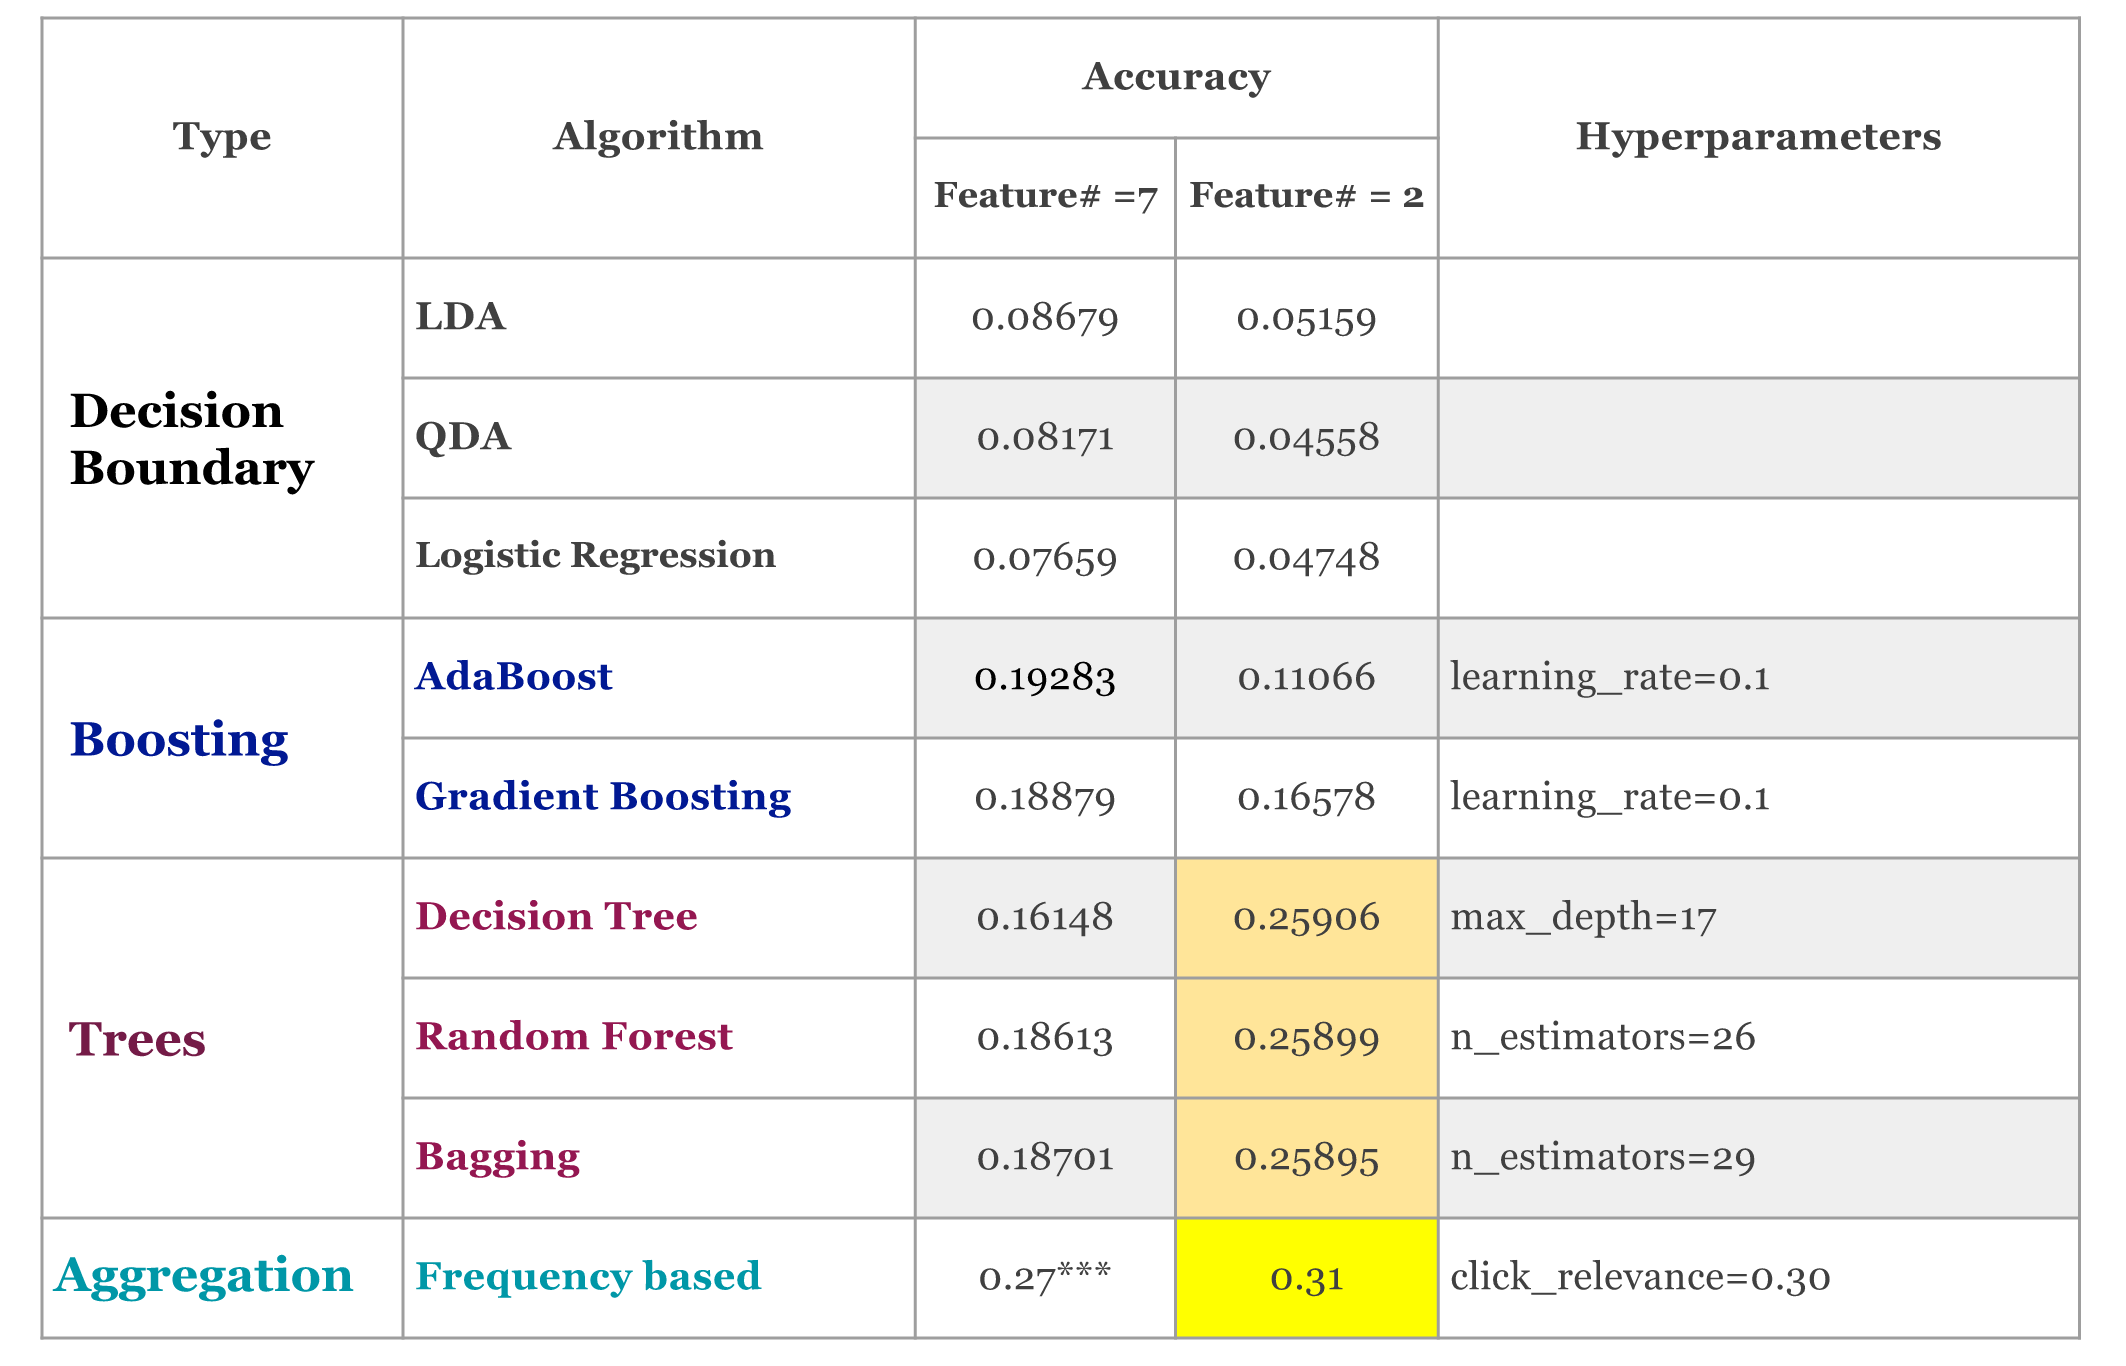 Type
Algorithm
Accuracy
Hyperparameters
Feature# =7
Feature# = 2
Decision
Boundary
LDA
0.08679
0.05159
QDA
0.08171
0.04558
Logistic Regression
0.07659
0.04748
Boosting
AdaBoost
0.19283
0.11066
learning_rate=0.1
Gradient Boosting
0.18879
0.16578
learning_rate=0.1
Trees
Decision Tree
0.16148
0.25906
max_depth=17
Random Forest
0.18613
0.25899
n_estimators=26
Bagging
0.18701
0.25895
n_estimators=29
Aggregation
Frequency based
0.27***
0.31
click_relevance=0.30